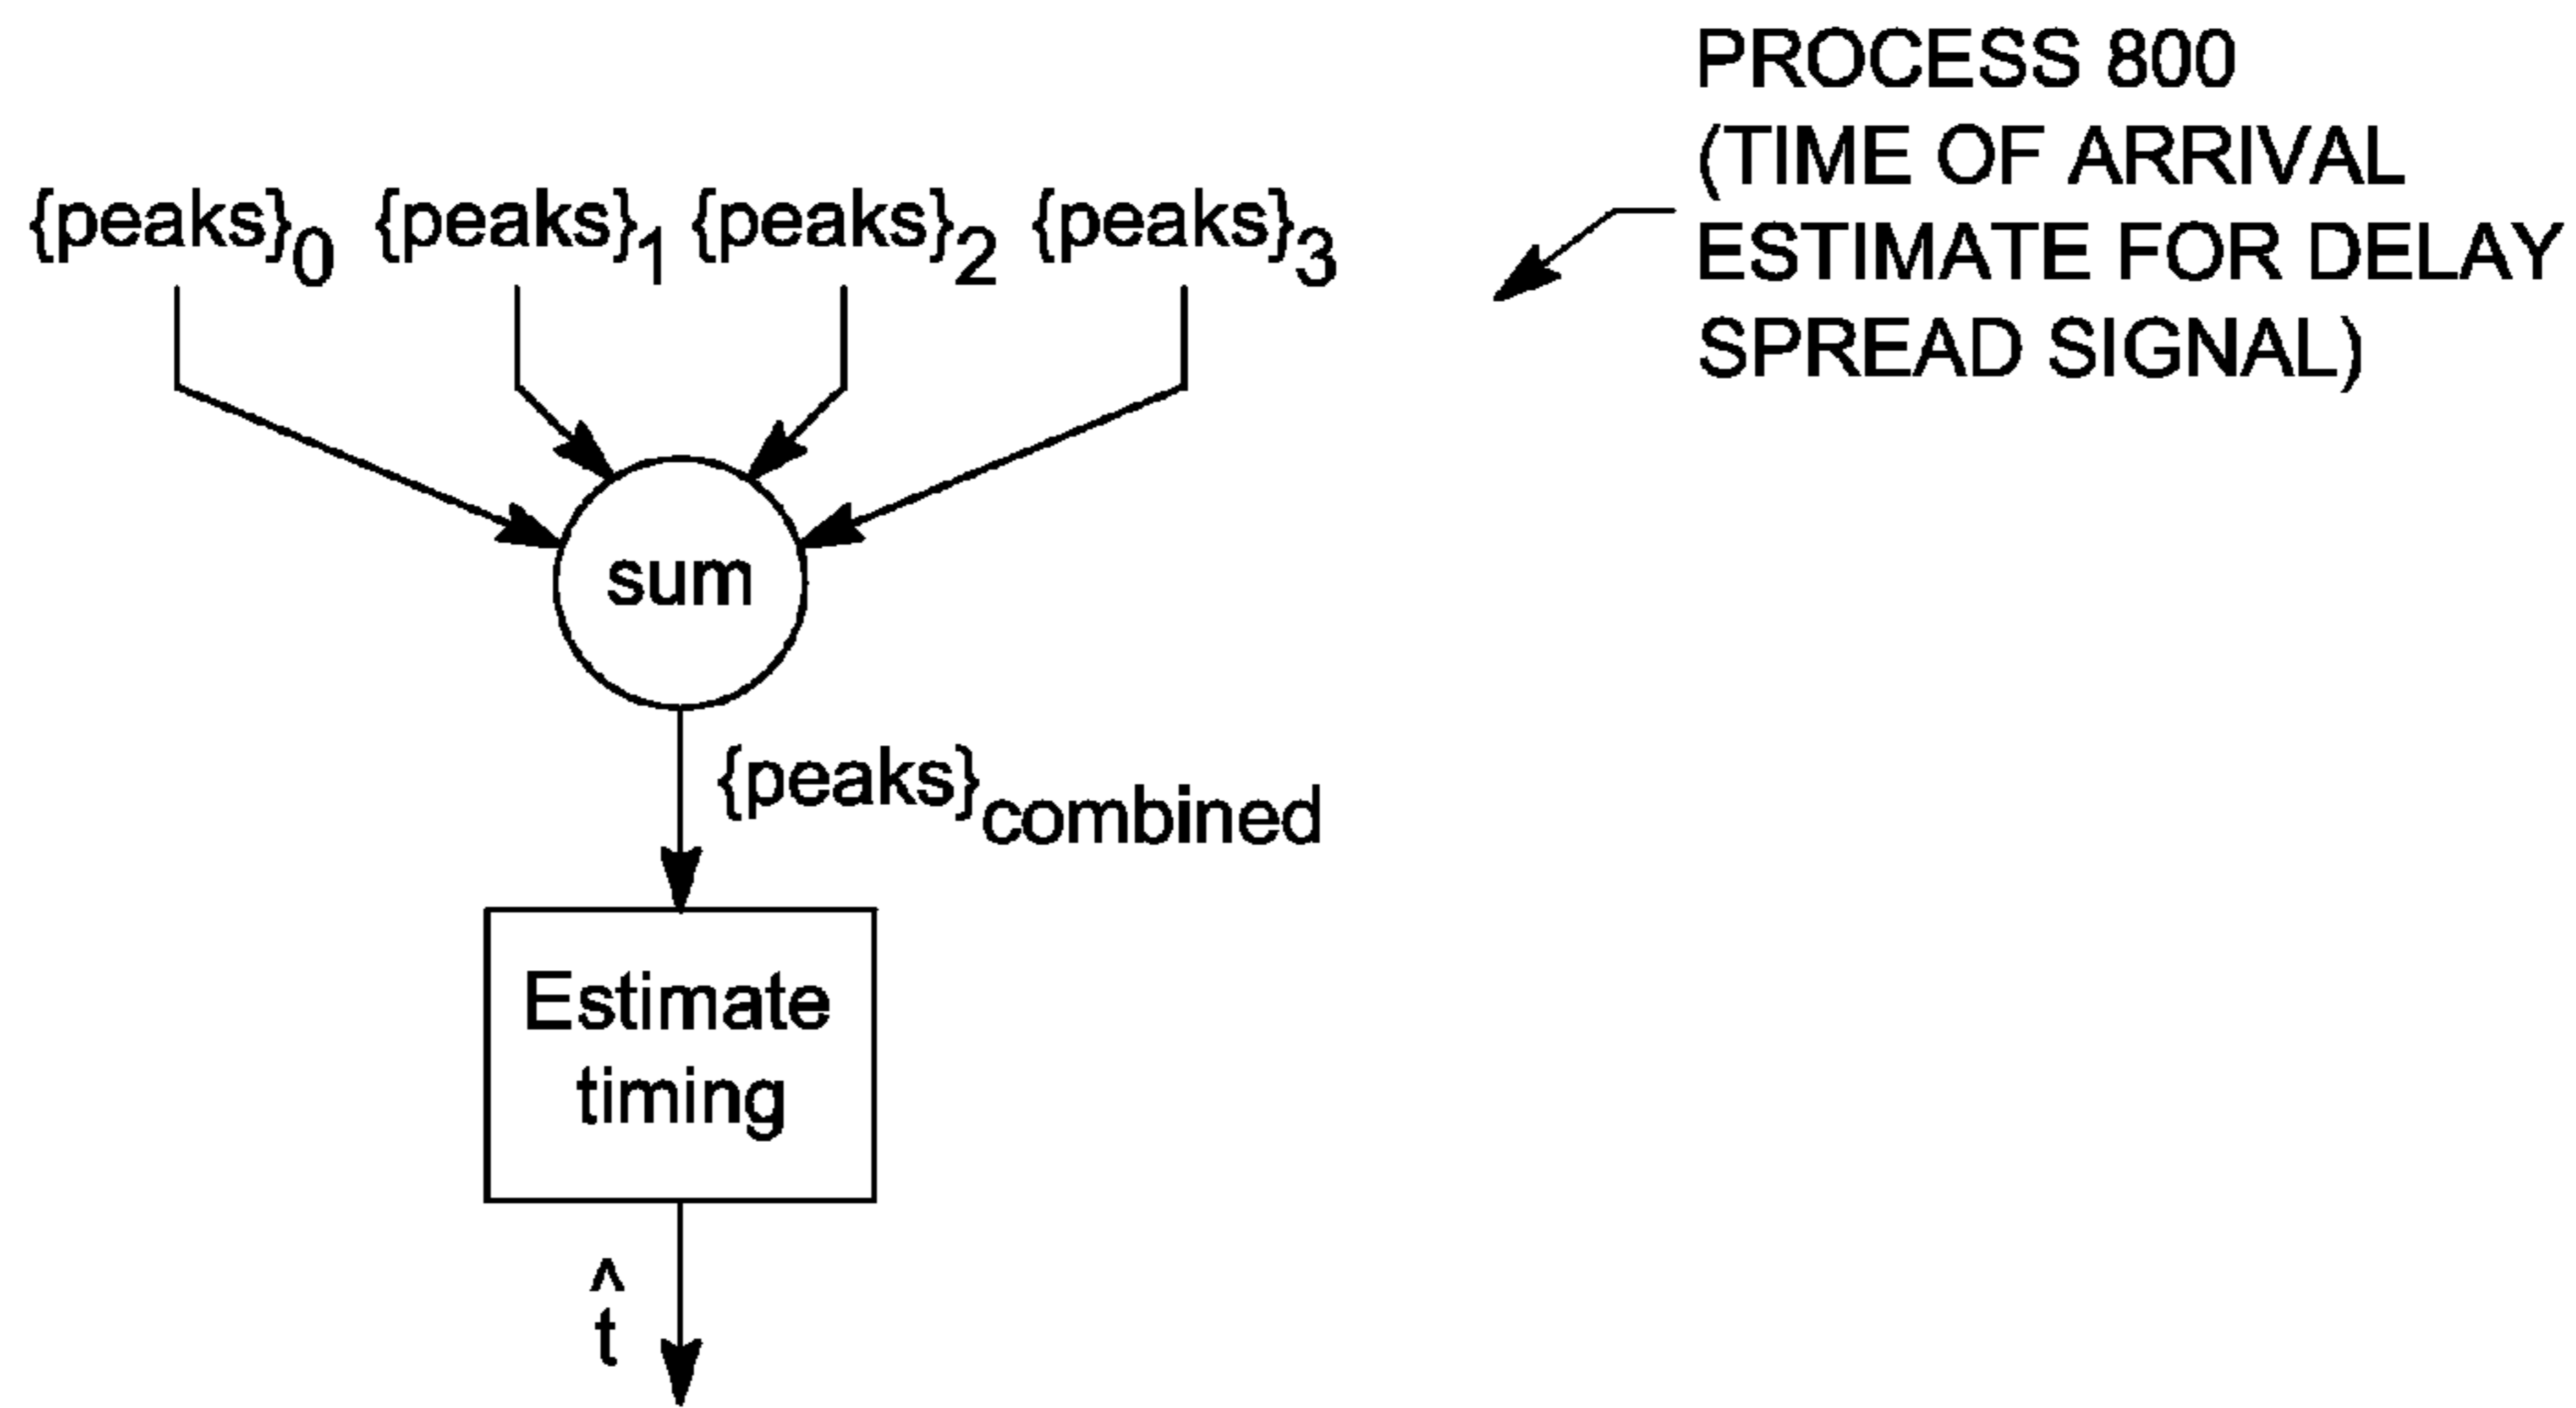 PROCESS 800
(TIME OF ARRIVAL
ESTIMATE FOR DELAY
SPREAD SIGNAL)
{peaks}0 {peaks}1 {peaks}2 {peaks}3
sum
{peaks}combined
Estimate
timing
t̂